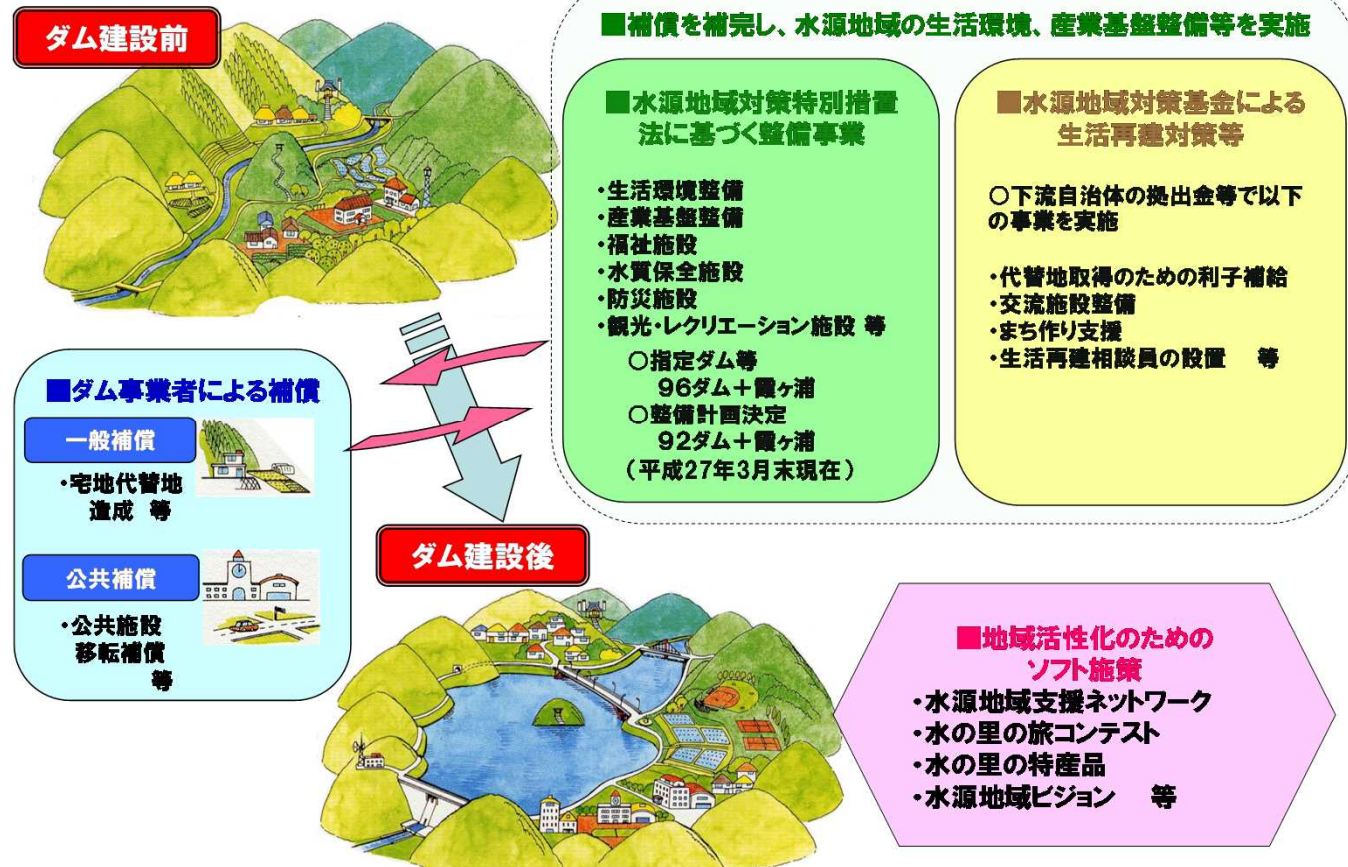 ダム建設前
■補償を補完し、水源地域の生活環境、産業基盤整備等を実施
■水源地域対策特別措置
法に基づく整備事業
・生活環境整備
・産業基盤整備
・福祉施設
・水質保全施設
・防災施設
・観光・レクリエーション施設 等
○指定ダム等
96ダム+霞ヶ浦
○整備計画決定
92ダム+霞ヶ浦
(平成27年3月末現在)
■水源地域対策基金による
生活再建対策等
○下流自治体の拠出金等で以下
の事業を実施
・代替地取得のための利子補給
・交流施設整備
・まち作り支援
・生活再建相談員の設置 等
■ダム事業者による補償
一般補償
・宅地代替地
造成 等
公共補償
・公共施設
移転補償
等
ダム建設後
■地域活性化のための
ソフト施策
・水源地域支援ネットワーク
・水の里の旅コンテスト
・水の里の特産品
・水源地域ビジョン 等